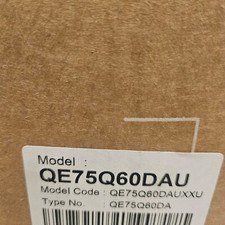 Model :
QE75Q60DAU
Model Code : QE75Q60DAUXXU
Type No. : QE75Q60DA